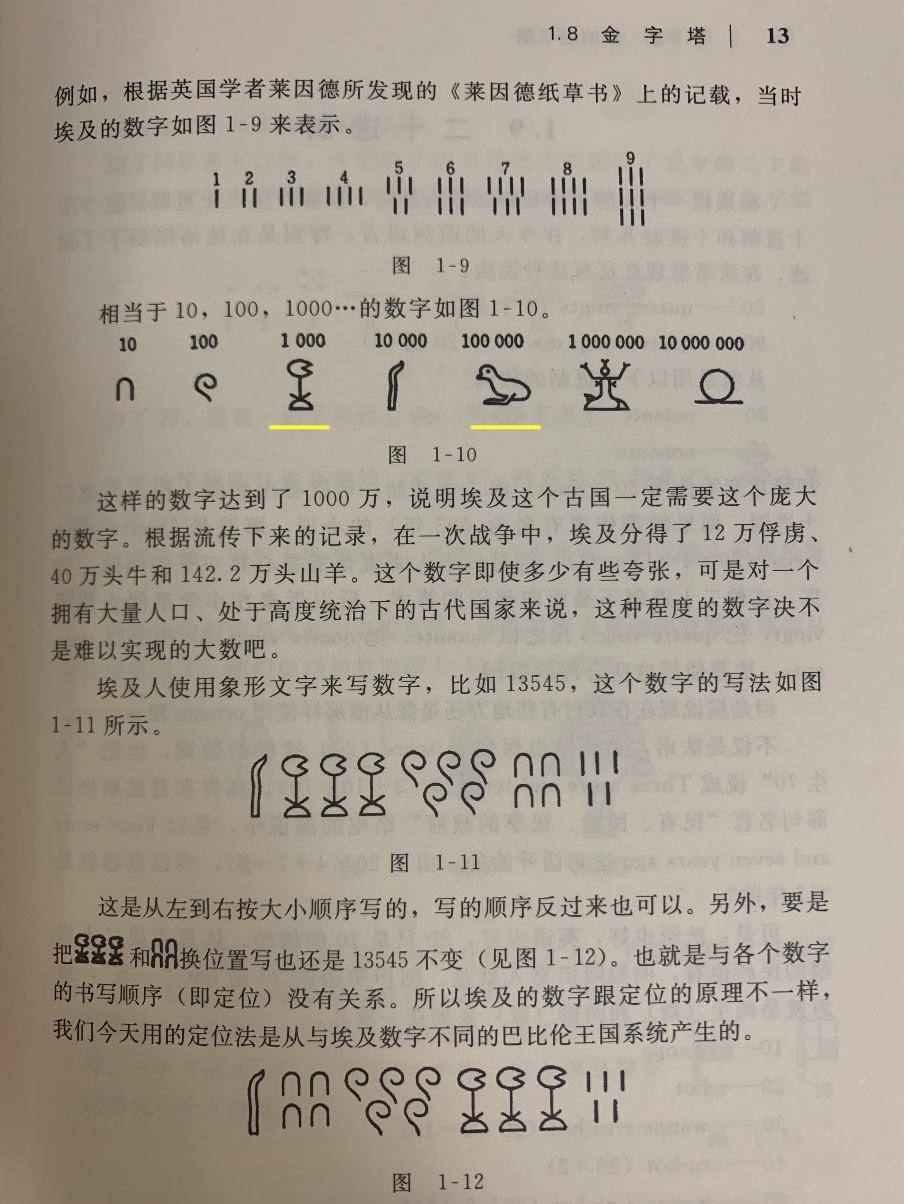 1.8 金字塔 | 13
例如，根据英国学者莱因德所发现的《莱因德纸草书》上的记载，当时
埃及的数字如图 1-9 来表示。
1 2 3 4 5 6 7 8 9
图 1-9
相当于 10，100，1000…的数字如图 1-10。
10 100 1 000 10 000 100 000 1 000 000 10 000 000
图 1-10
这样的数字达到了 1000 万，说明埃及这个古国一定需要这个庞大
的数字。根据流传下来的记录，在一次战争中，埃及分得了 12 万俘虏、
40 万头牛和 142.2 万头山羊。这个数字即使多少有些夸张，可是对一个
拥有大量人口、处于高度统治下的古代国家来说，这种程度的数字决不
是难以实现的大数吧。
埃及人使用象形文字来写数字，比如 13545，这个数字的写法如图
1-11 所示。
图 1-11
这是从左到右按大小顺序写的，写的顺序反过来也可以。另外，要是
把 和 换位置写也还是 13545 不变（见图 1-12）。也就是与各个数字
的书写顺序（即定位）没有关系。所以埃及的数字跟定位的原理不一样，
我们今天用的定位法是从与埃及数字不同的巴比伦王国系统产生的。
图 1-12